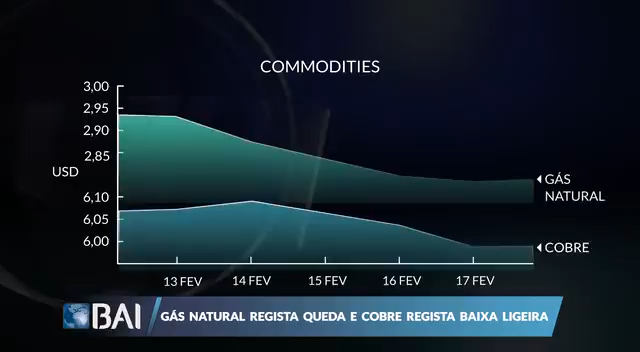 COMMODITIES
3,00
2,95
2,90
2,85
USD
6,10
6,05
6,00
GÁS
NATURAL
COBRE
13 FEV 14 FEV 15 FEV 16 FEV 17 FEV
BAI GÁS NATURAL REGISTA QUEDA E COBRE REGISTA BAIXA LIGEIRA